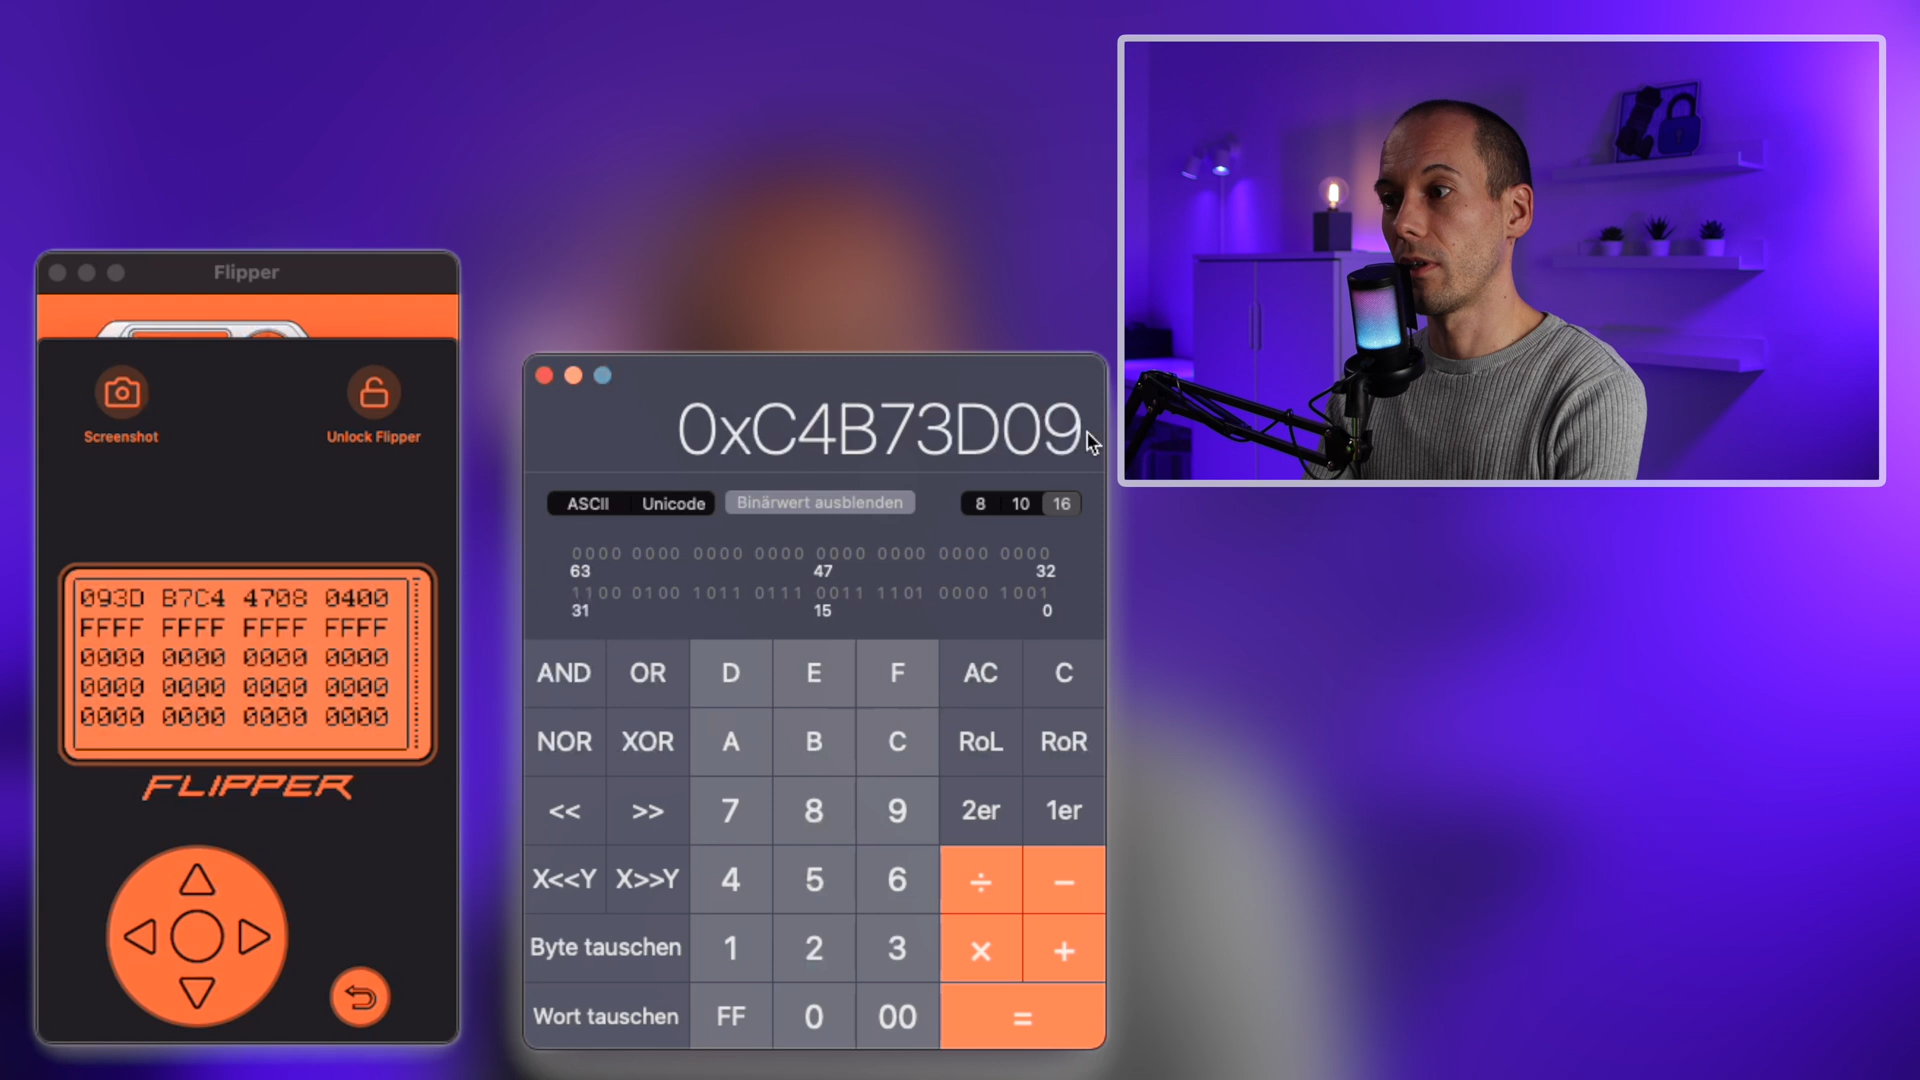 Flipper
Screenshot
Unlock Flipper
093D B7C4 4708 0400
FFFF FFFF FFFF FFFF
0000 0000 0000 0000
0000 0000 0000 0000
0000 0000 0000 0000
FLIPPER
0xC4B73D09
ASCII Unicode Binärwert ausblenden 8 10 16
0000 0000 0000 0000 0000 0000 0000 0000
63 47 32
1100 0100 1011 0111 0011 1101 0000 1001
31 15 0
AND OR D E F AC C
NOR XOR A B C RoL RoR
<< >> 7 8 9 2er 1er
X<<Y X>>Y 4 5 6 ÷ −
Byte tauschen 1 2 3 × +
Wort tauschen FF 0 00 =